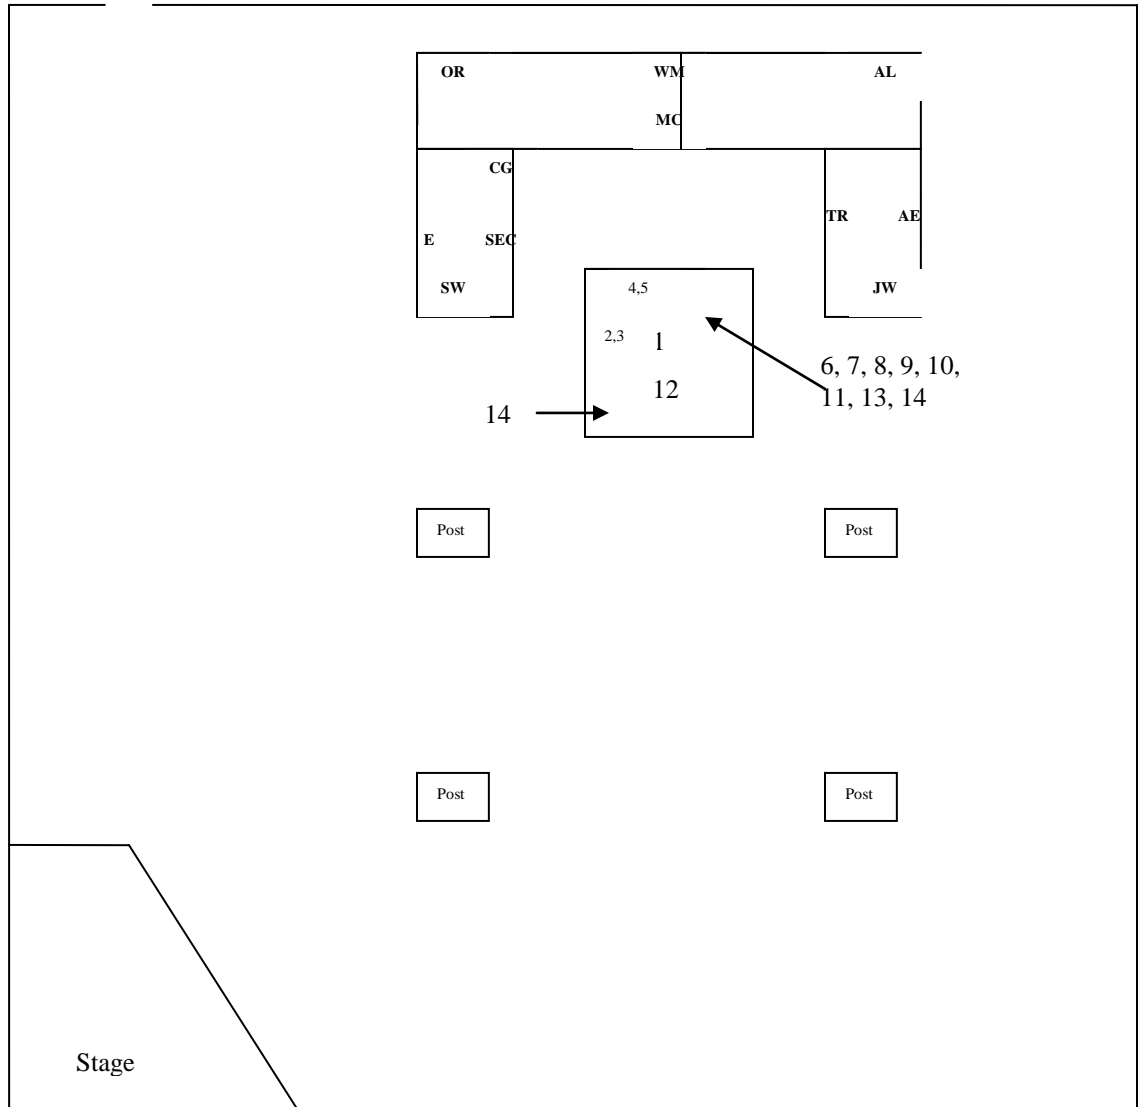 OR WM AL
MC
CG
TR AE
E SEC
SW 4,5 JW
2,3 1
6, 7, 8, 9, 10,
11, 13, 14
12
14
Post Post
Post Post
Stage